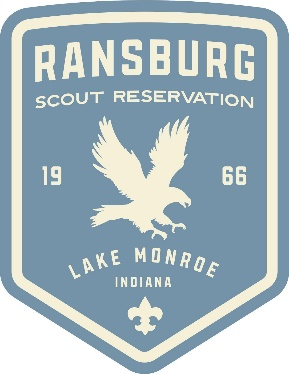 RANSBURG
SCOUT RESERVATION
19 66
LAKE MONROE
INDIANA